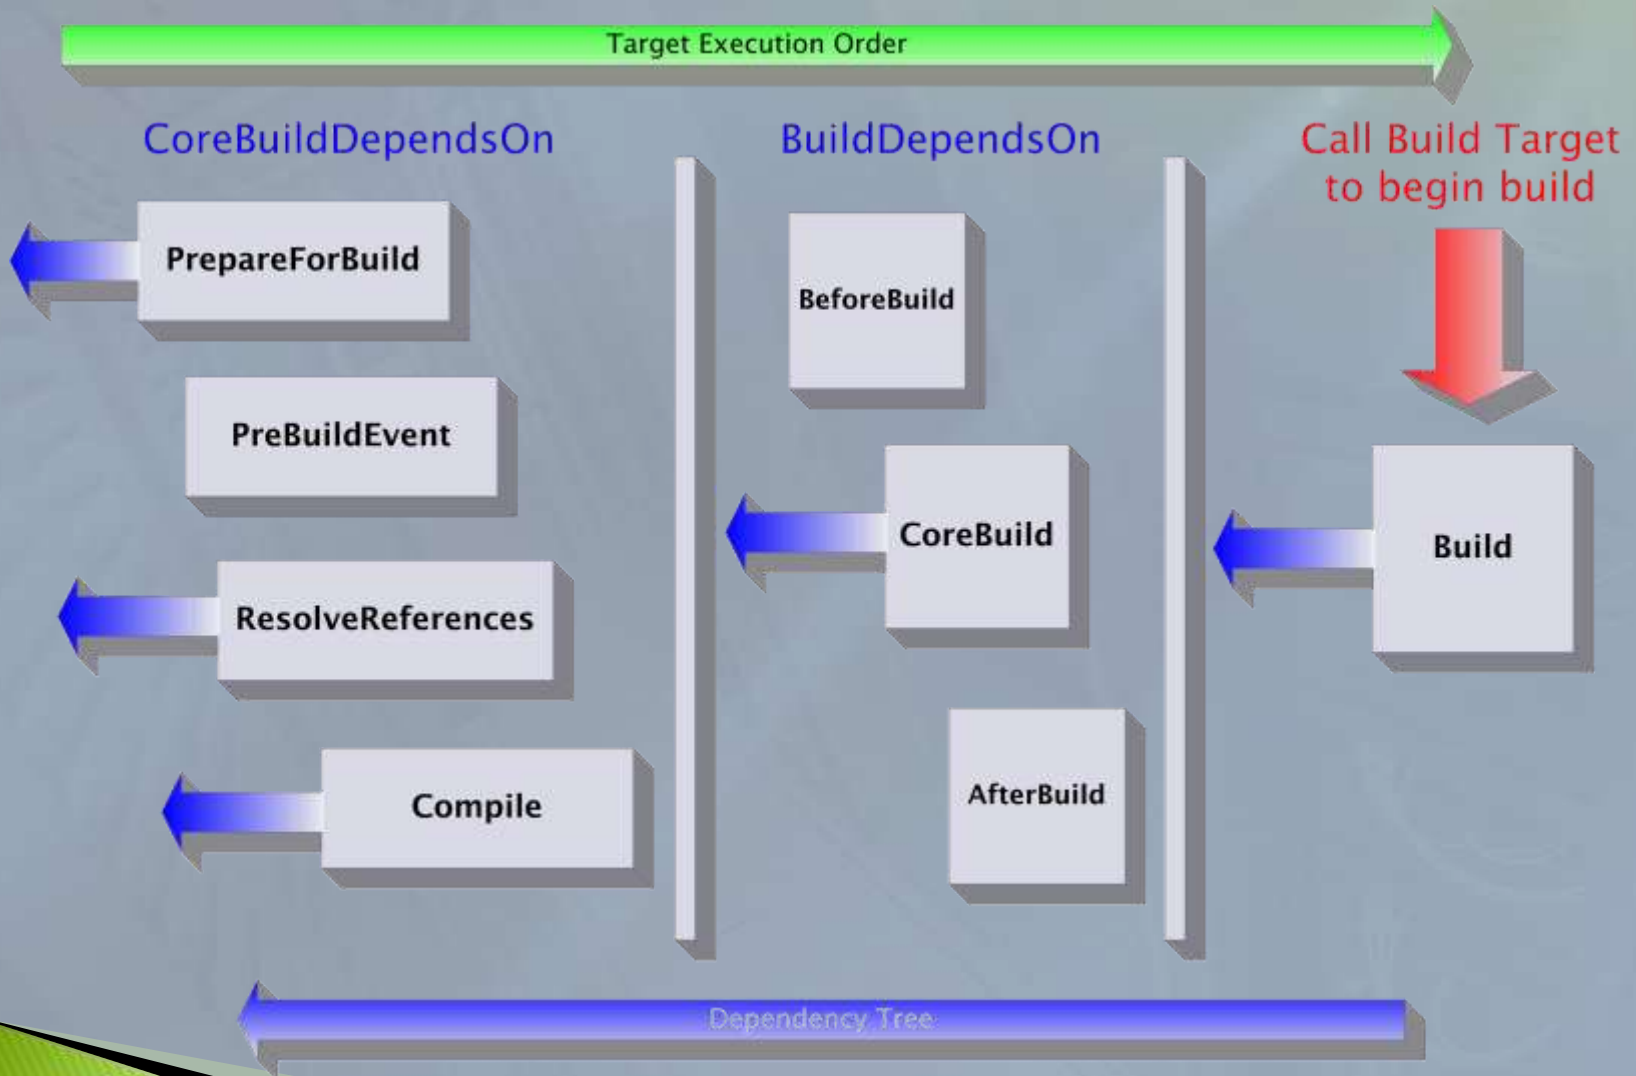 Target Execution Order
CoreBuildDependsOn
PrepareForBuild
PreBuildEvent
ResolveReferences
Compile
BuildDependsOn
BeforeBuild
CoreBuild
AfterBuild
Call Build Target
to begin build
Build
Dependency Tree